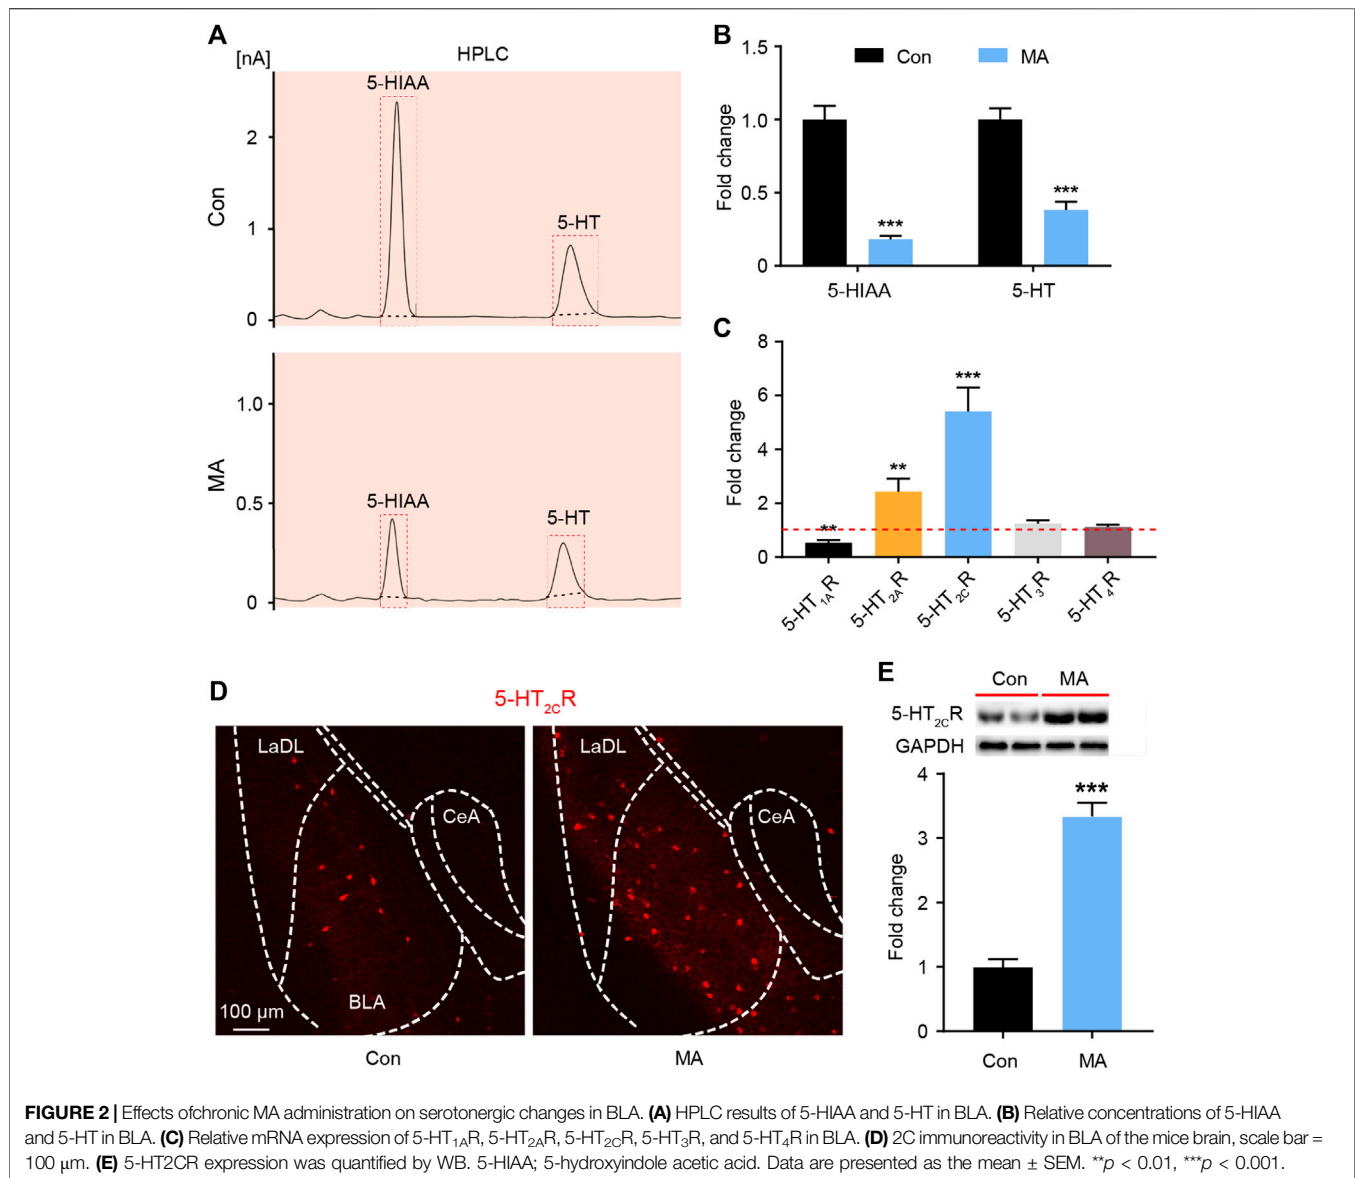 A
[nA]
HPLC
5-HIAA
5-HT
2
1
0
Con
1.0
0.5
0
MA
5-HIAA
5-HT
B
Con
MA
1.5
1.0
0.5
0
Fold change
***
***
5-HIAA
5-HT
C
8
6
4
2
0
Fold change
**
**
***
5-HT1AR
5-HT2AR
5-HT2CR
5-HT3R
5-HT4R
D
5-HT2CR
LaDL
CeA
BLA
100 μm
Con
LaDL
CeA
MA
E
Con
MA
5-HT2CR
GAPDH
4
3
2
1
0
Fold change
***
Con
MA
FIGURE 2 | Effects ofchronic MA administration on serotonergic changes in BLA. (A) HPLC results of 5-HIAA and 5-HT in BLA. (B) Relative concentrations of 5-HIAA
and 5-HT in BLA. (C) Relative mRNA expression of 5-HT1AR, 5-HT2AR, 5-HT2CR, 5-HT3R, and 5-HT4R in BLA. (D) 2C immunoreactivity in BLA of the mice brain, scale bar =
100 μm. (E) 5-HT2CR expression was quantified by WB. 5-HIAA; 5-hydroxyindole acetic acid. Data are presented as the mean ± SEM. **p < 0.01, ***p < 0.001.